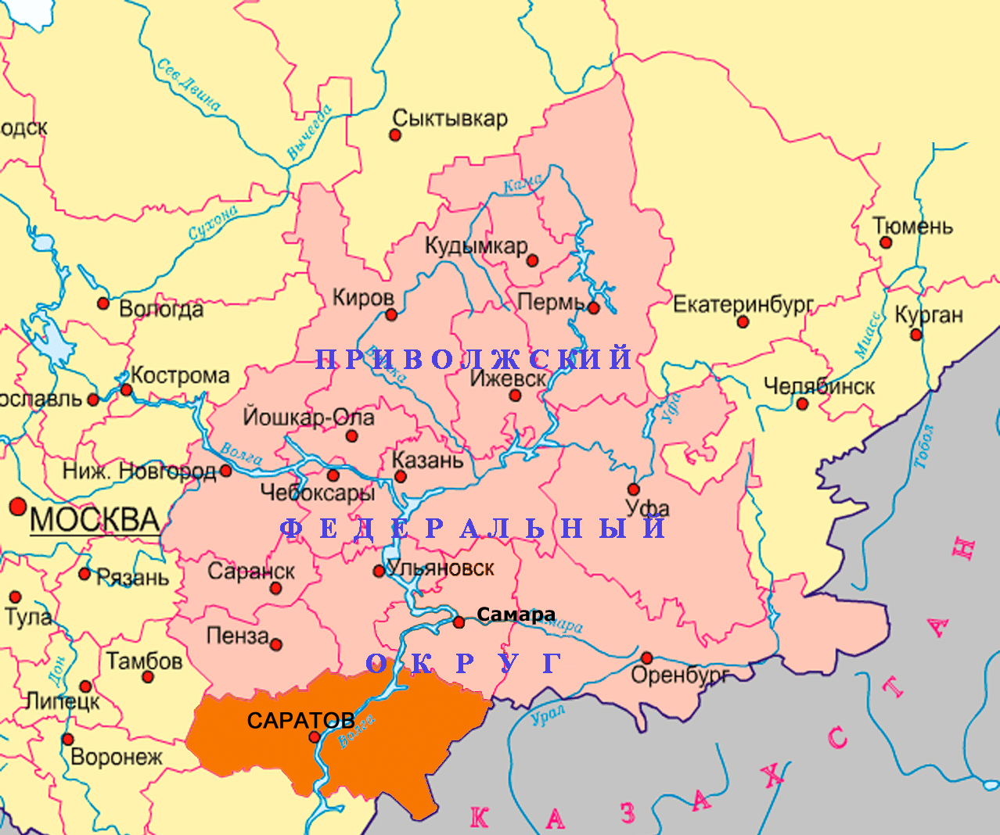 Сев.Двина
Вычегда
Сыктывкар
одск
Сухона
Кама
Тюмень
Кудымкар
Вологда
Киров
Пермь
Екатеринбург
Курган
Миасс
ПРИВОЛЖСКИЙ
Кострома
Ижевск
Челябинск
ославль
Уфа
Йошкар-Ола
Тобол
Волга
Казань
Ниж. Новгород
Чебоксары
Уфа
МОСКВА
ФЕДЕРАЛЬНЫЙ
Саранск
Ульяновск
Рязань
Тула
Самара
Самара
Пенза
ОКРУГ
Тамбов
Дон
Оренбург
Липецк
САРАТОВ
Волга
Урал
Воронеж
КАЗАХСТАН